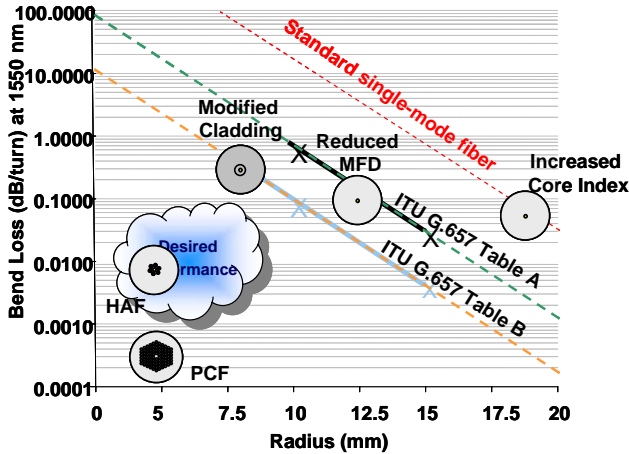 100.0000
10.0000
1.0000
0.1000
0.0100
0.0010
0.0001
Bend Loss (dB/turn) at 1550 nm
Standard single-mode fiber
Modified
Cladding
Reduced
MFD
Increased
Core Index
ITU G.657 Table A
ITU G.657 Table B
Desired
rmance
HAF
PCF
0 5 7.5 10 12.5 15 17.5 20
Radius (mm)